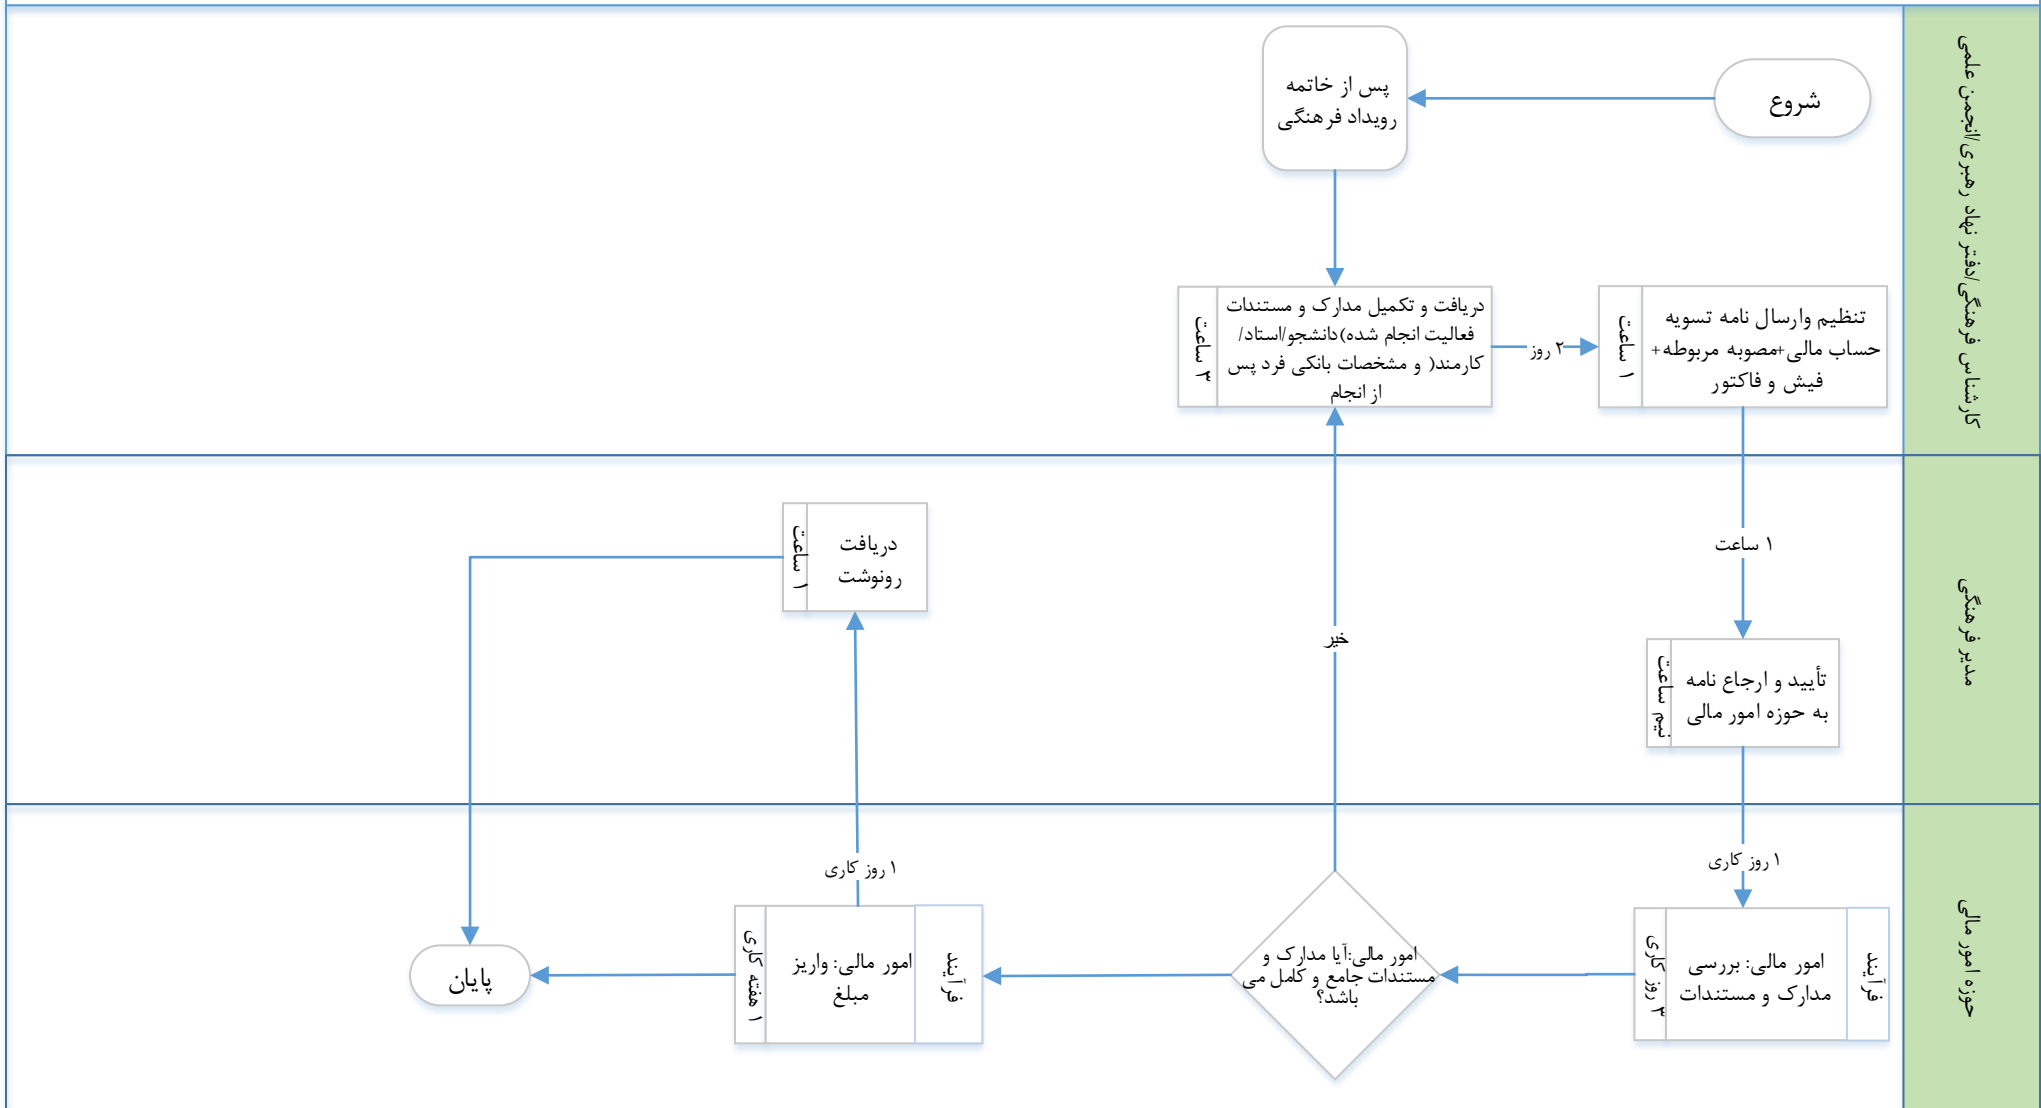 کارشناس فرهنگی/دفتر نهاد رهبری/انجمن علمی
شروع
پس از خاتمه
رویداد فرهنگی
دریافت و تکمیل مدارک و مستندات
فعالیت انجام شده)دانشجو/استاد/
کارمند( و مشخصات بانکی فرد پس
از انجام
۳ ساعت
۲ روز
تنظیم وارسال نامه تسویه
حساب مالی+مصوبه مربوطه+
فیش و فاکتور
۱ ساعت
مدیر فرهنگی
۱ ساعت
تأیید و ارجاع نامه
به حوزه امور مالی
نیم ساعت
خیر
دریافت
رونوشت
۱ ساعت
حوزه امور مالی
۱ روز کاری
فرآیند
امور مالی: بررسی
مدارک و مستندات
۳ روز کاری
امور مالی:آیا مدارک و
مستندات جامع و کامل می
باشد؟
۱ روز کاری
فرآیند
امور مالی: واریز
مبلغ
۱ هفته کاری
پایان